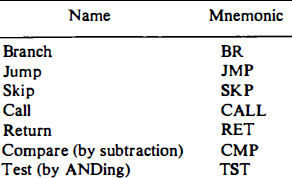 Name Mnemonic
Branch BR
Jump JMP
Skip SKP
Call CALL
Return RET
Compare (by subtraction) CMP
Test (by ANDing) TST